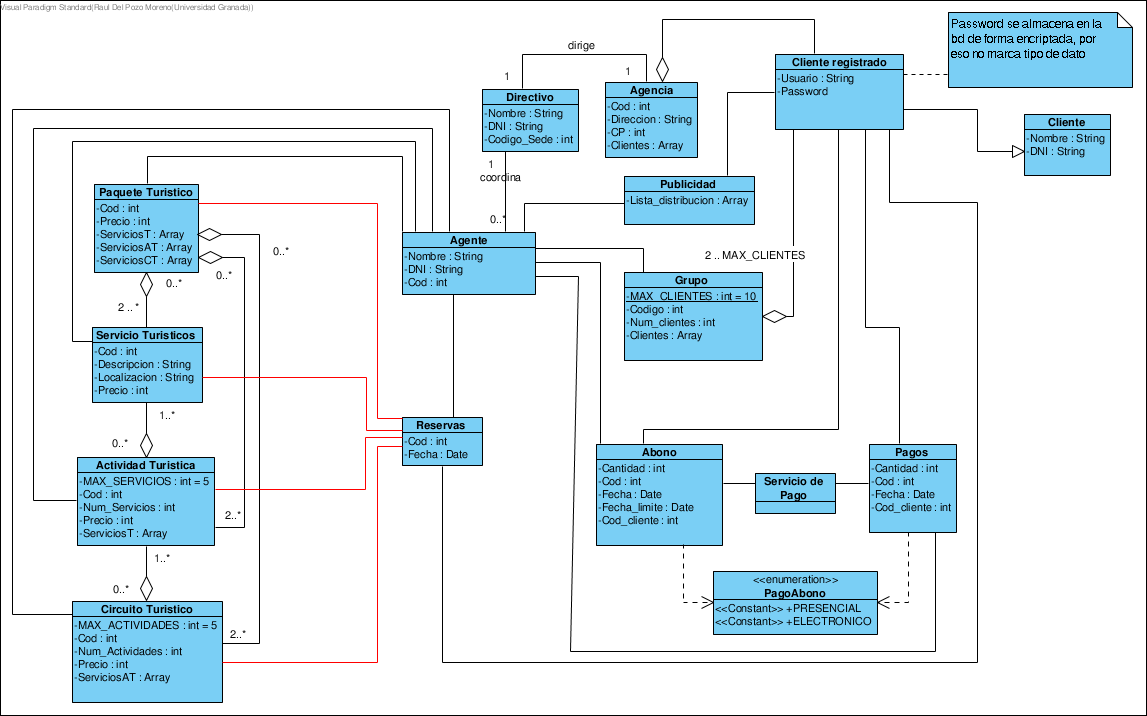 Visual Paradigm Standard(Raul Del Pozo Moreno(Universidad Granada))
Password se almacena en la
bd de forma encriptada, por
eso no marca tipo de dato
dirige
1
1
Directivo
-Nombre : String
-DNI : String
-Codigo_Sede : int
Agencia
-Cod : int
-Direccion : String
-CP : int
-Clientes : Array
Cliente registrado
-Usuario : String
-Password
Cliente
-Nombre : String
-DNI : String
1
coordina
0..*
Publicidad
-Lista_distribucion : Array
Paquete Turistico
-Cod : int
-Precio : int
-ServiciosT : Array
-ServiciosAT : Array
-ServiciosCT : Array
0..*
0..*
0..*
2 .. *
Agente
-Nombre : String
-DNI : String
-Cod : int
2 .. MAX_CLIENTES
Grupo
-MAX_CLIENTES : int = 10
-Codigo : int
-Num_clientes : int
-Clientes : Array
Servicio Turisticos
-Cod : int
-Descripcion : String
-Localizacion : String
-Precio : int
1..*
0..*
Reservas
-Cod : int
-Fecha : Date
Actividad Turistica
-MAX_SERVICIOS : int = 5
-Cod : int
-Num_Servicios : int
-Precio : int
-ServiciosT : Array
2..*
1..*
0..*
Abono
-Cantidad : int
-Cod : int
-Fecha : Date
-Fecha_limite : Date
-Cod_cliente : int
Servicio de
Pago
Pagos
-Cantidad : int
-Cod : int
-Fecha : Date
-Cod_cliente : int
<<enumeration>>
PagoAbono
<<Constant>> +PRESENCIAL
<<Constant>> +ELECTRONICO
Circuito Turistico
-MAX_ACTIVIDADES : int = 5
-Cod : int
-Num_Actividades : int
-Precio : int
-ServiciosAT : Array
2..*